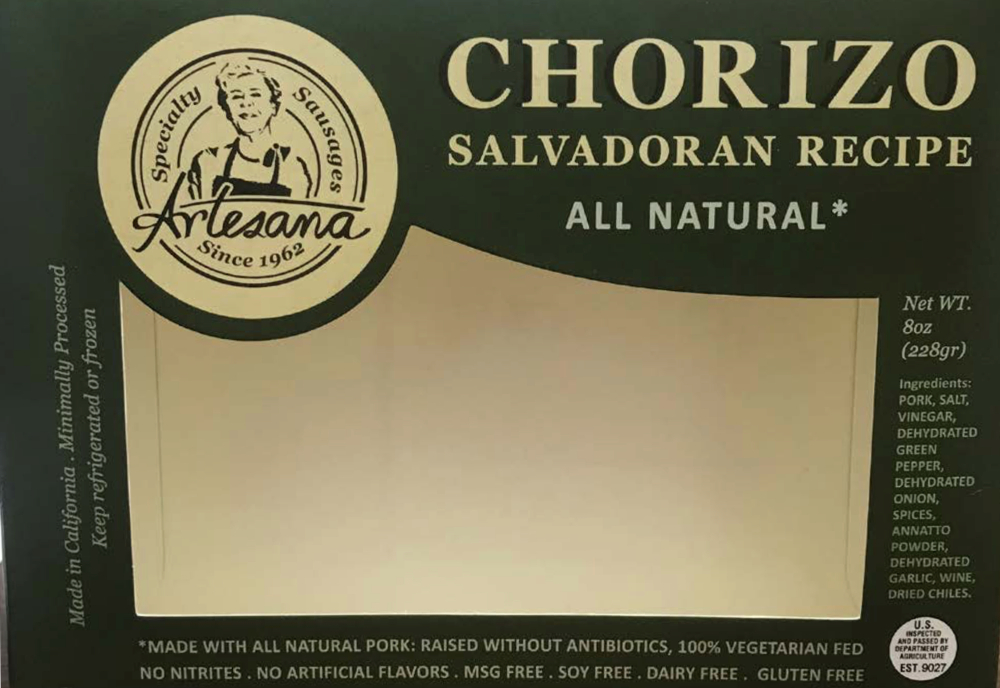 Specialty Sausages
Artesana
Since 1962
CHORIZO
SALVADORAN RECIPE
ALL NATURAL*
Made in California . Minimally Processed
Keep refrigerated or frozen
Net WT.
8oz
(228gr)
Ingredients:
PORK, SALT,
VINEGAR,
DEHYDRATED
GREEN
PEPPER,
DEHYDRATED
ONION,
SPICES,
ANNATTO
POWDER,
DEHYDRATED
GARLIC, WINE,
DRIED CHILES.
*MADE WITH ALL NATURAL PORK: RAISED WITHOUT ANTIBIOTICS, 100% VEGETARIAN FED
NO NITRITES . NO ARTIFICIAL FLAVORS . MSG FREE . SOY FREE . DAIRY FREE . GLUTEN FREE
U.S.
INSPECTED
AND PASSED BY
DEPARTMENT OF
AGRICULTURE
EST. 9027